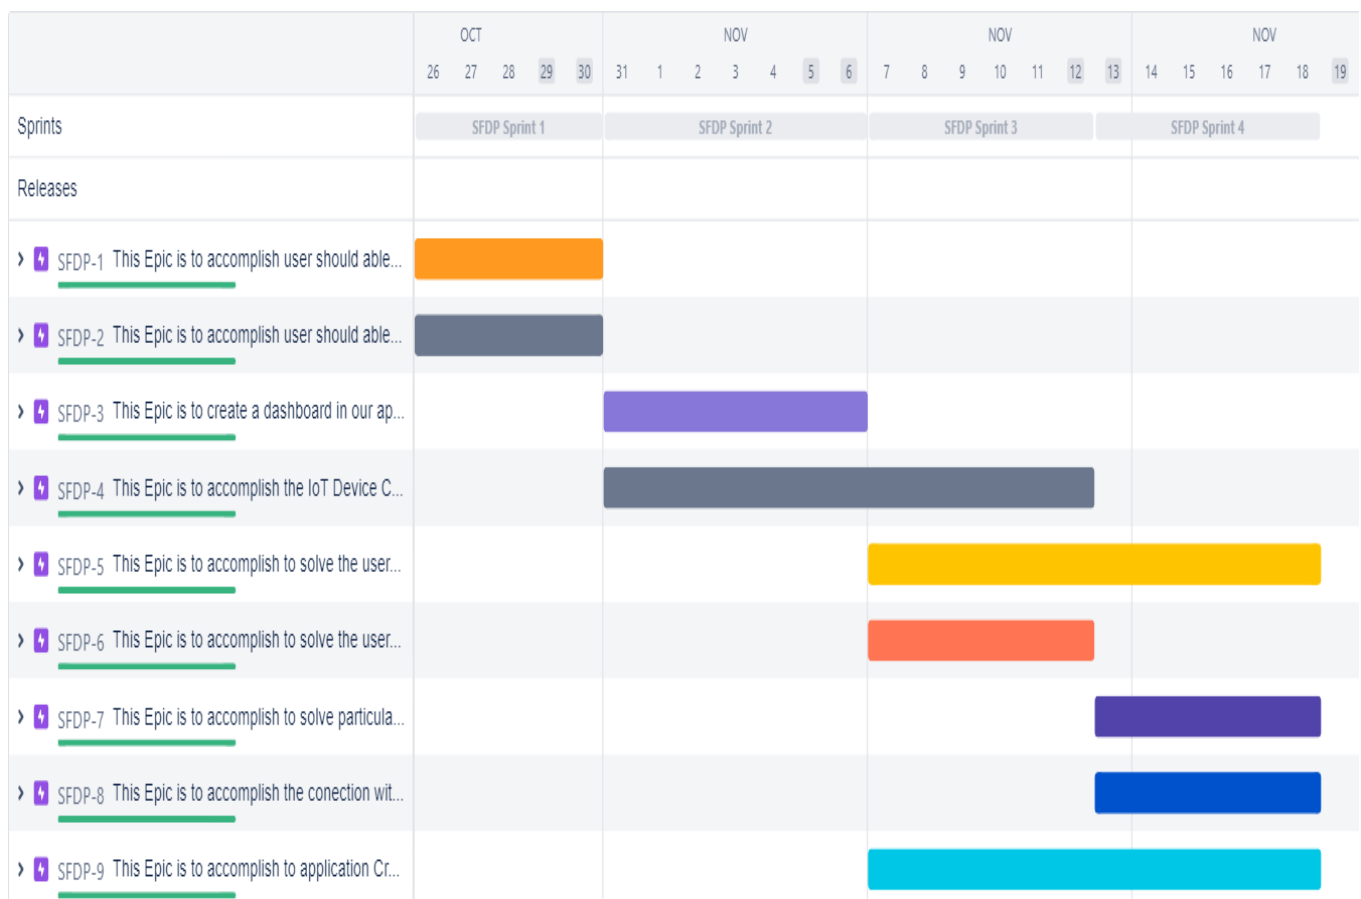 OCT NOV NOV NOV
26 27 28 29 30 31 1 2 3 4 5 6 7 8 9 10 11 12 13 14 15 16 17 18 19
Sprints SFDP Sprint 1 SFDP Sprint 2 SFDP Sprint 3 SFDP Sprint 4
Releases
SFDP-1 This Epic is to accomplish user should able...
SFDP-2 This Epic is to accomplish user should able...
SFDP-3 This Epic is to create a dashboard in our ap...
SFDP-4 This Epic is to accomplish the IoT Device C...
SFDP-5 This Epic is to accomplish to solve the user...
SFDP-6 This Epic is to accomplish to solve the user...
SFDP-7 This Epic is to accomplish to solve particula...
SFDP-8 This Epic is to accomplish the conection wit...
SFDP-9 This Epic is to accomplish to application Cr...